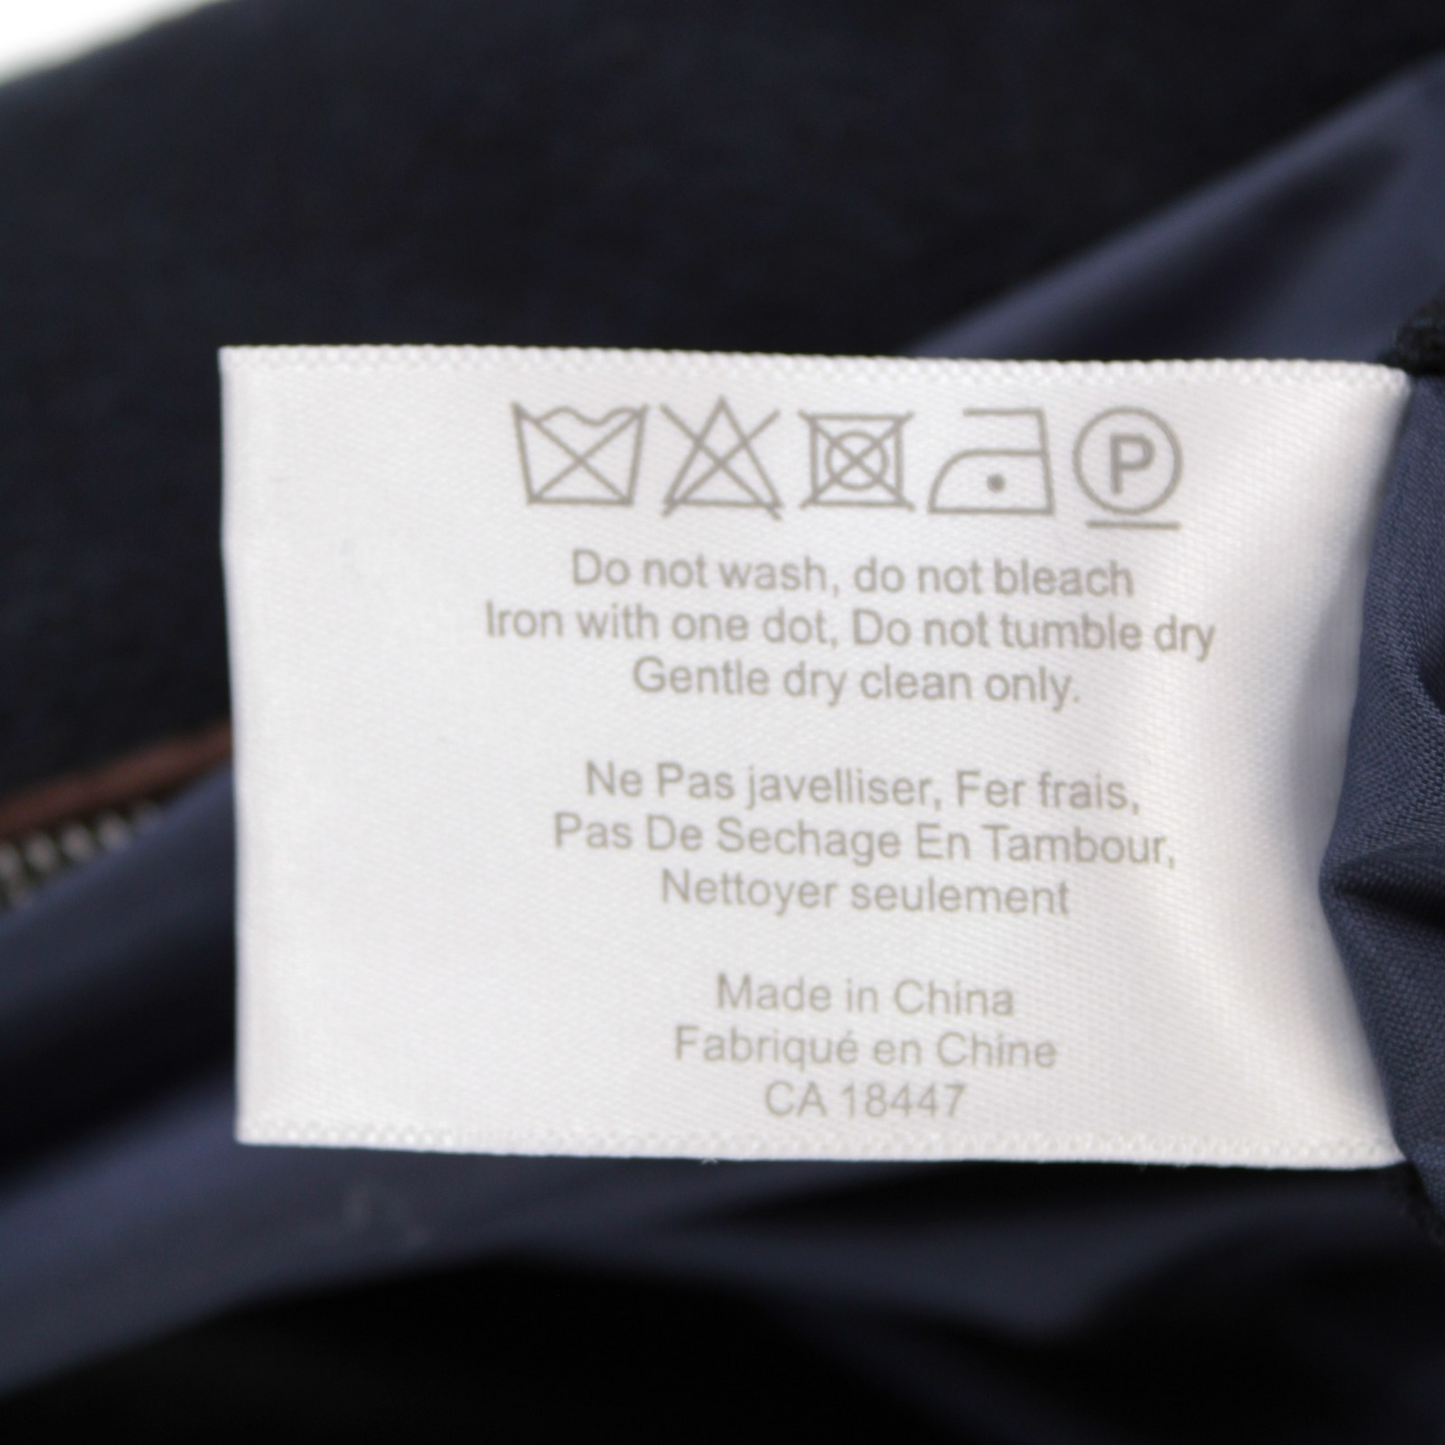 P
Do not wash, do not bleach
Iron with one dot, Do not tumble dry
Gentle dry clean only.
Ne Pas javelliser, Fer frais,
Pas De Sechage En Tambour,
Nettoyer seulement
Made in China
Fabriqué en Chine
CA 18447